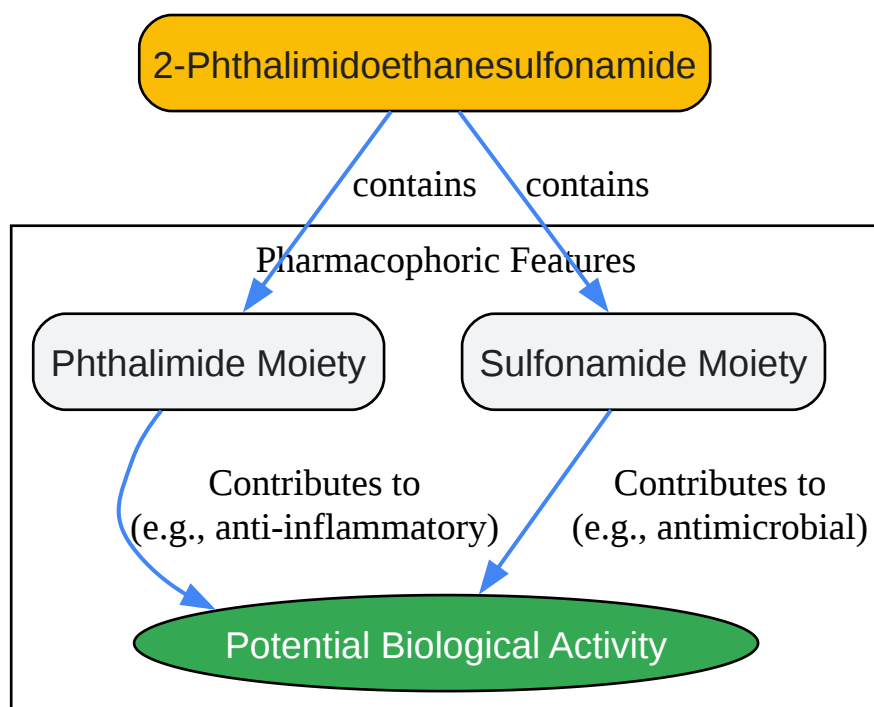 2-Phthalimidoethanesulfonamide
contains
contains
Pharmacophoric Features
Phthalimide Moiety
Sulfonamide Moiety
Contributes to
(e.g., anti-inflammatory)
Contributes to
(e.g., antimicrobial)
Potential Biological Activity